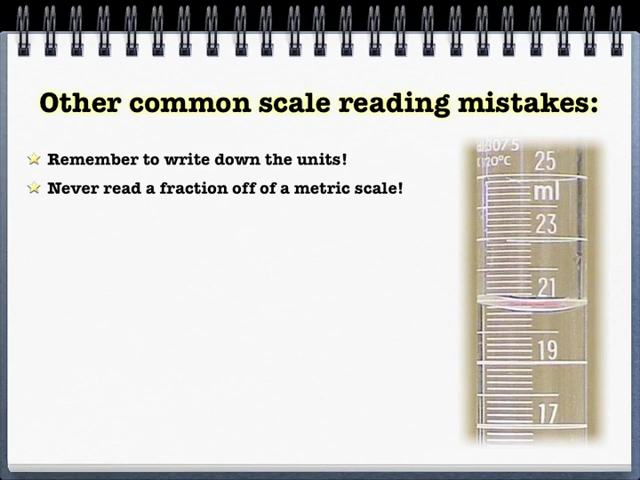 Other common scale reading mistakes:
Remember to write down the units!
Never read a fraction off of a metric scale!
20°C
25
ml
23
21
19
17